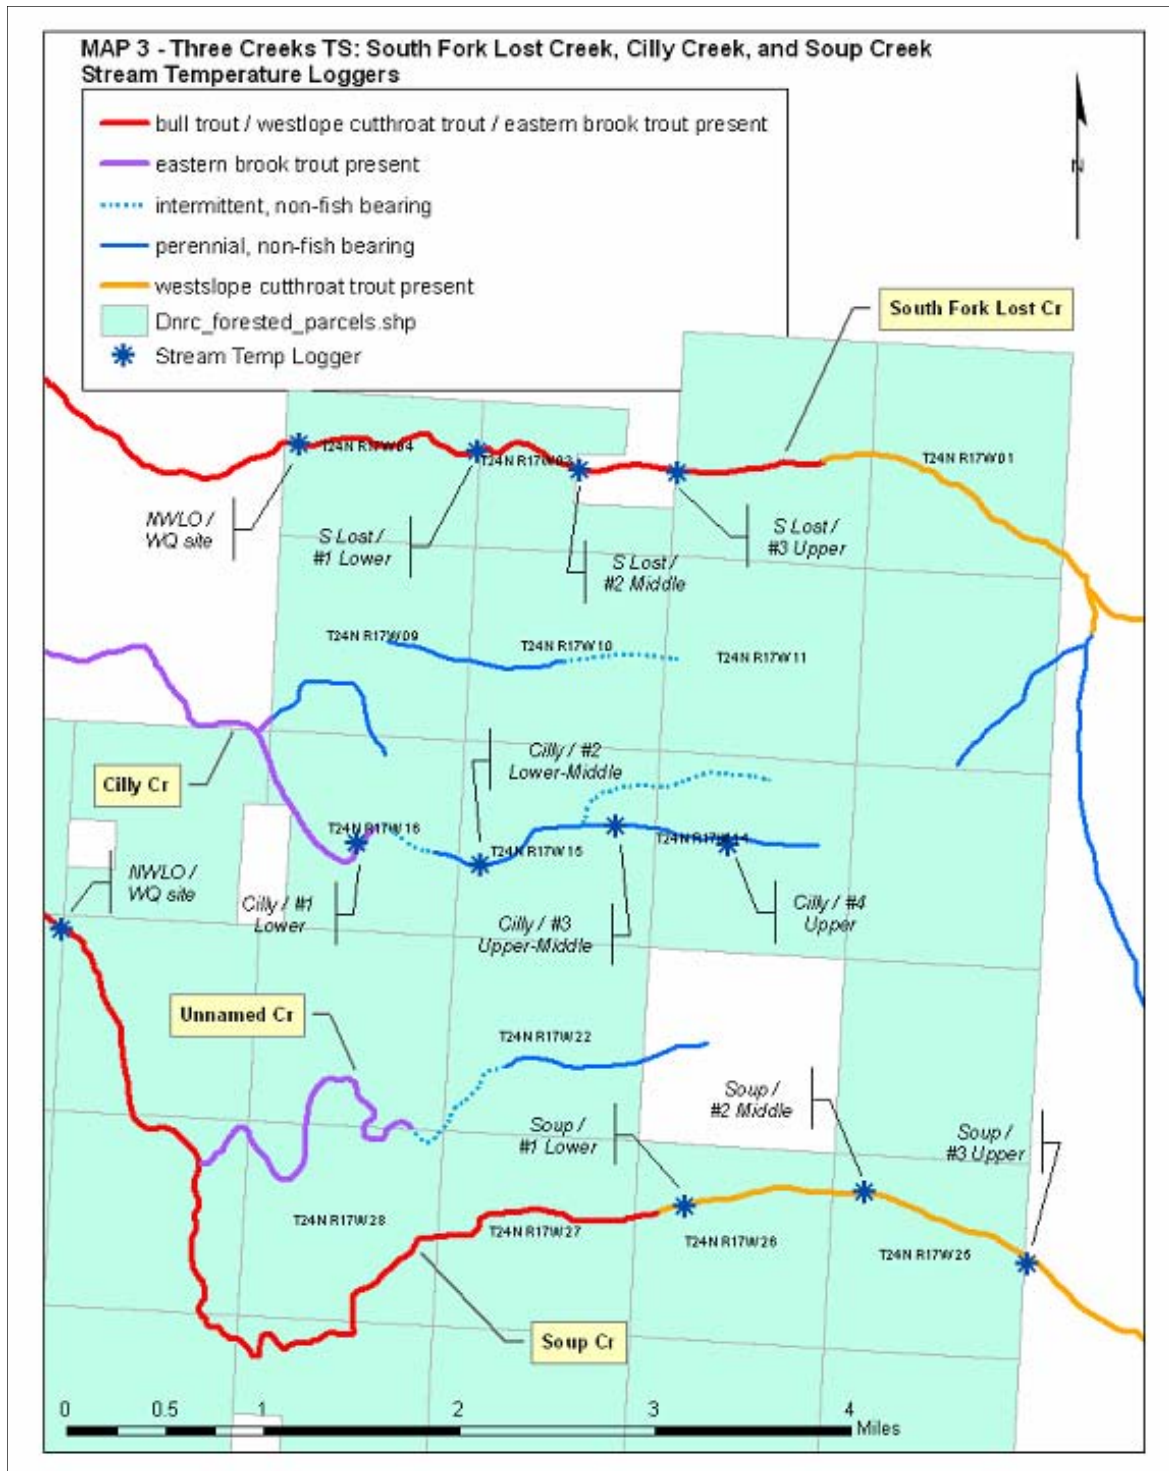 MAP 3 - Three Creeks TS: South Fork Lost Creek, Cilly Creek, and Soup Creek
Stream Temperature Loggers
bull trout / westlope cutthroat trout / eastern brook trout present
eastern brook trout present
intermittent, non-fish bearing
perennial, non-fish bearing
westslope cutthroat trout present
Dnrc_forested_parcels.shp
Stream Temp Logger
N
South Fork Lost Cr
T24N R17W04
T24N R17W03
T24N R17W01
NWLO /
WQ site
S Lost /
#1 Lower
S Lost /
#2 Middle
S Lost /
#3 Upper
T24N R17W09
T24N R17W10
T24N R17W11
Cilly / #2
Lower-Middle
Cilly Cr
T24N R17W16
T24N R17W15
T24N R17W14
NWLO /
WQ site
Cilly / #1
Lower
Cilly / #3
Upper-Middle
Cilly / #4
Upper
Unnamed Cr
T24N R17W22
Soup /
#2 Middle
Soup /
#1 Lower
Soup /
#3 Upper
T24N R17W28
T24N R17W27
T24N R17W26
T24N R17W25
Soup Cr
0 0.5 1 2 3 4
Miles